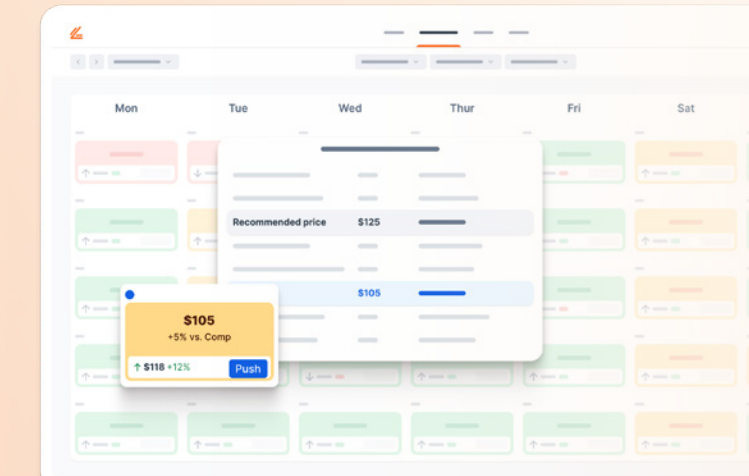 Mon Tue Wed Thur Fri Sat
Recommended price $125
$105
$105
+5% vs. Comp
↑ $118 +12% Push